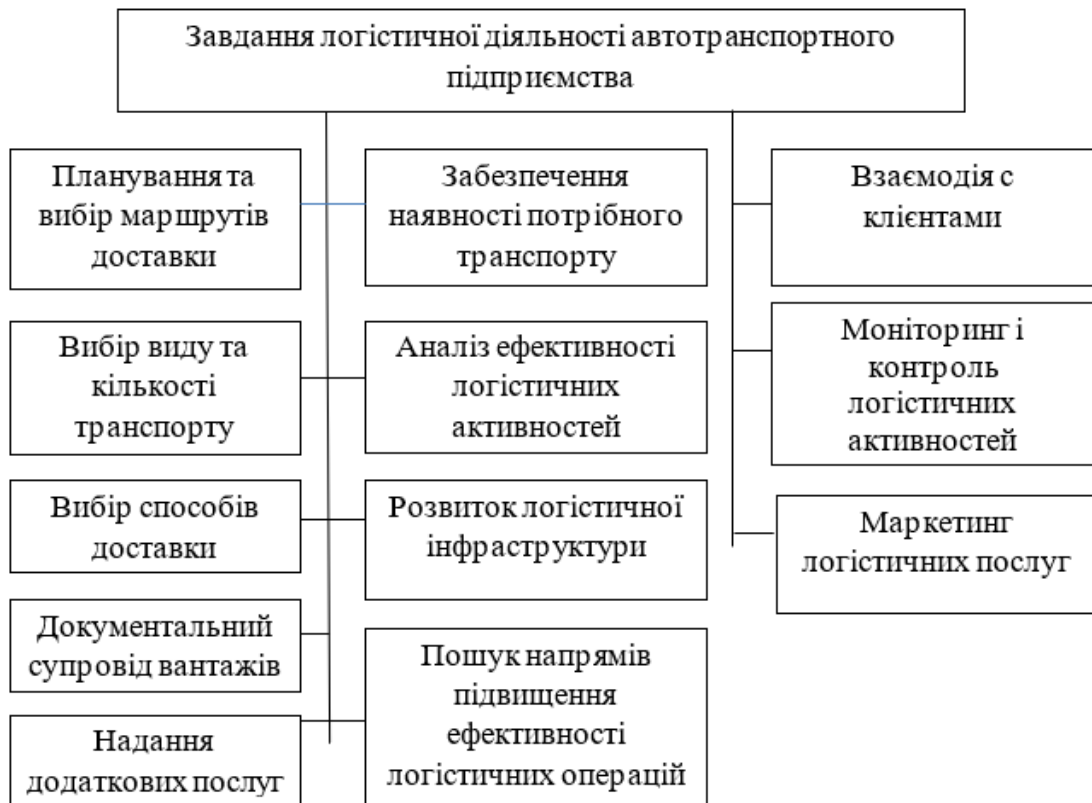 Завдання логістичної діяльності автотранспортного
підприємства
Планування та
вибір маршрутів
доставки
Забезпечення
наявності потрібного
транспорту
Взаємодія с
клієнтами
Вибір виду та
кількості
транспорту
Аналіз ефективності
логістичних
активностей
Моніторинг і
контроль
логістичних
активностей
Вибір способів
доставки
Розвиток логістичної
інфраструктури
Маркетинг
логістичних послуг
Документальний
супровід вантажів
Пошук напрямів
підвищення
ефективності
логістичних операцій
Надання
додаткових послуг